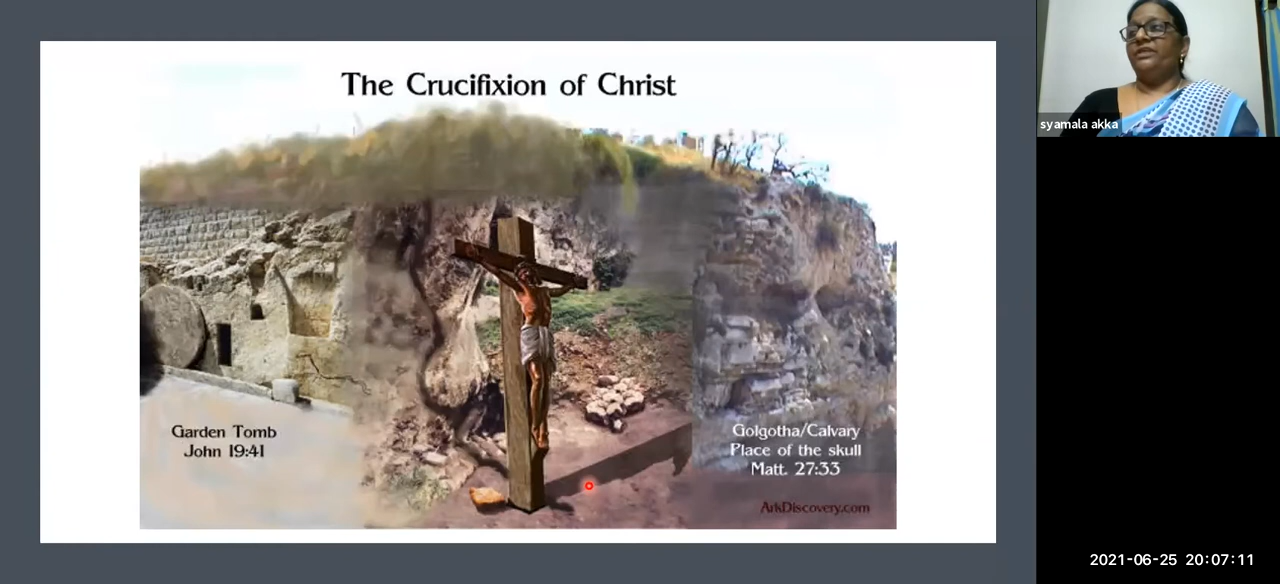 The Crucifixion of Christ
syamala akka
Garden Tomb
John 19:41
Golgotha/Calvary
Place of the skull
Matt. 27:33
ArkDiscovery.com
2021-06-25 20:07:11